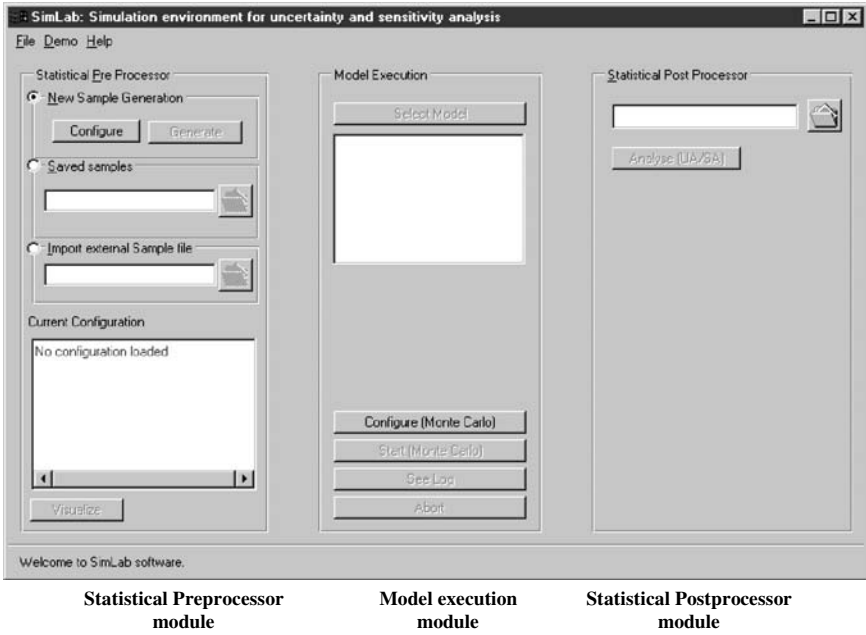 SimLab: Simulation environment for uncertainty and sensitivity analysis
File Demo Help
Statistical Pre Processor
New Sample Generation
Configure
Generate
Saved samples
Import external Sample file
Current Configuration
No configuration loaded
Visualize
Model Execution
Select Model
Configure (Monte Carlo)
Start (Monte Carlo)
See Log
Abort
Statistical Post Processor
Analyse (UA/SA)
Welcome to SimLab software.
Statistical Preprocessor
module
Model execution
module
Statistical Postprocessor
module